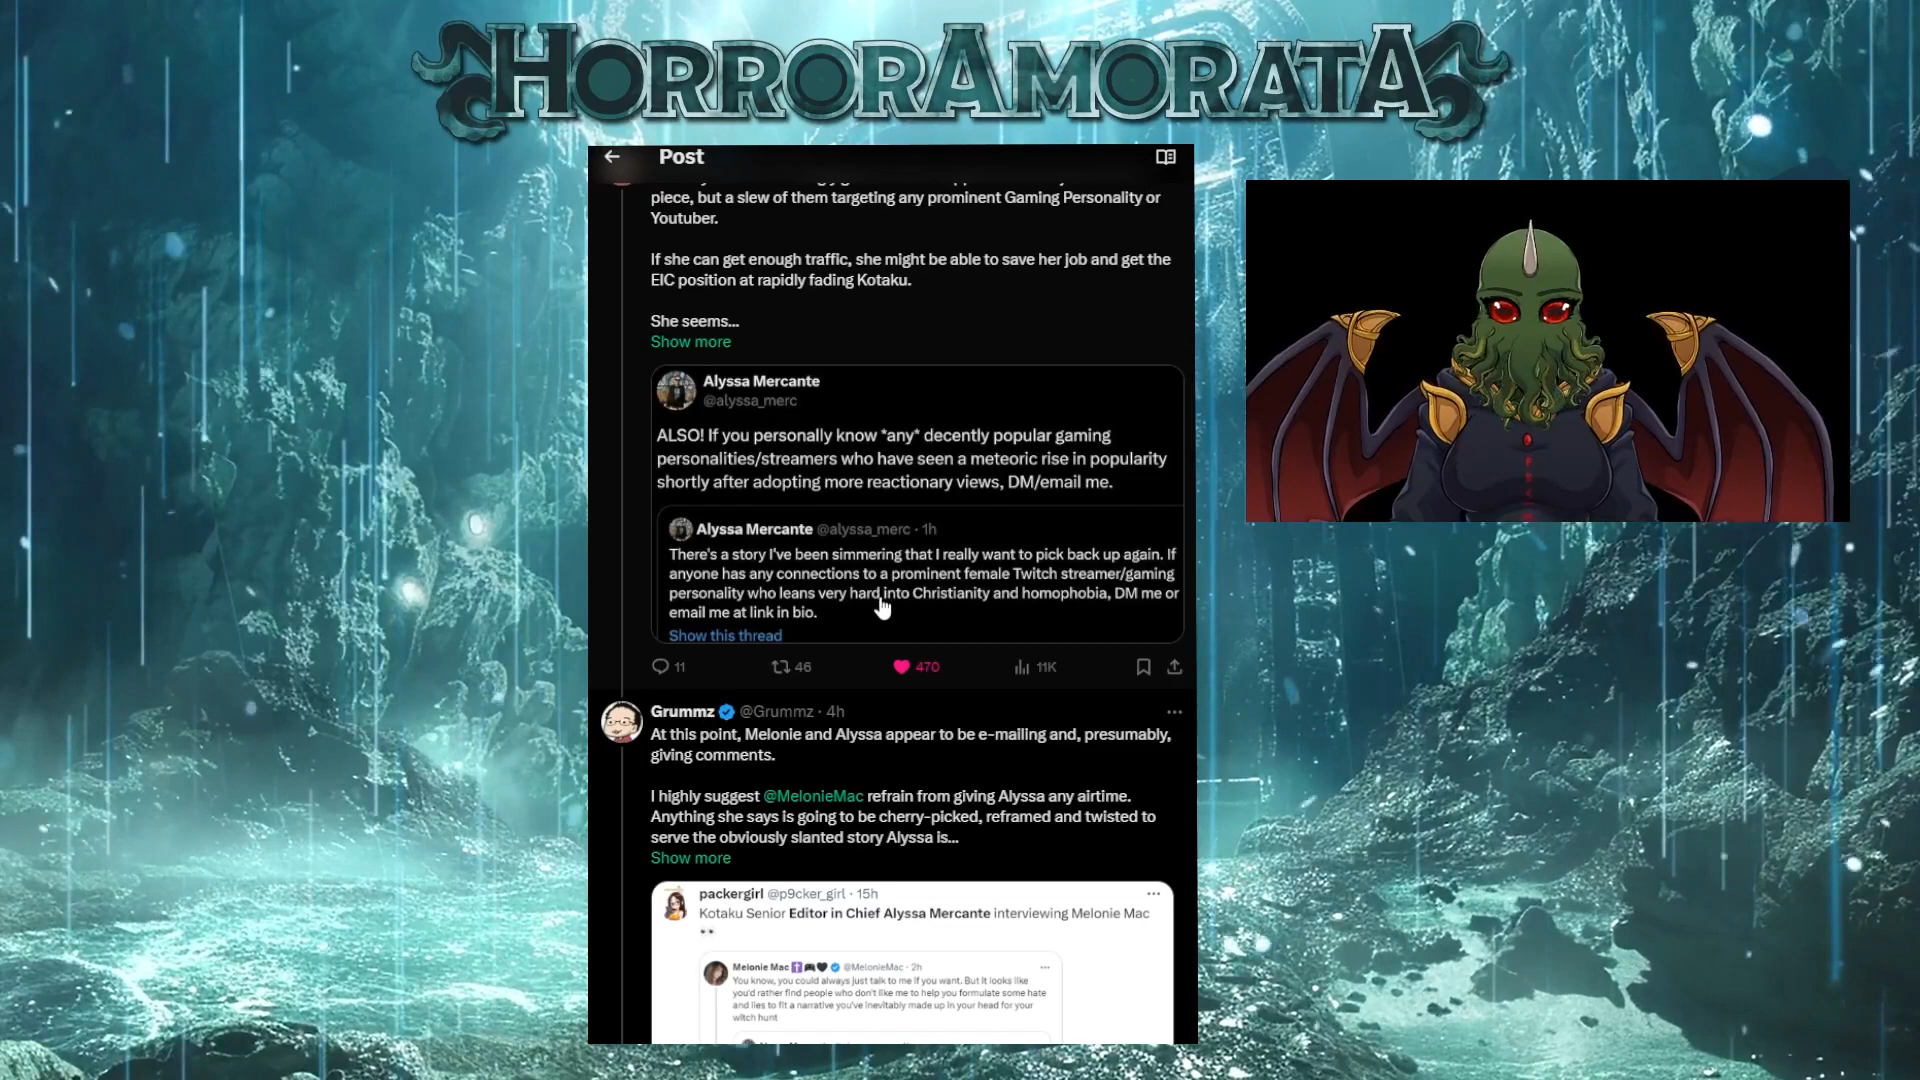 HORRORAMORATA
Post
piece, but a slew of them targeting any prominent Gaming Personality or
Youtuber.
If she can get enough traffic, she might be able to save her job and get the
EIC position at rapidly fading Kotaku.
She seems...
Show more
Alyssa Mercante
@alyssa_merc
ALSO! If you personally know *any* decently popular gaming
personalities/streamers who have seen a meteoric rise in popularity
shortly after adopting more reactionary views, DM/email me.
Alyssa Mercante @alyssa_merc · 1h
There's a story I've been simmering that I really want to pick back up again. If
anyone has any connections to a prominent female Twitch streamer/gaming
personality who leans very hard into Christianity and homophobia, DM me or
email me at link in bio.
Show this thread
11 46 470 11K
Grummz @Grummz · 4h
At this point, Melonie and Alyssa appear to be e-mailing and, presumably,
giving comments.
I highly suggest @MelonieMac refrain from giving Alyssa any airtime.
Anything she says is going to be cherry-picked, reframed and twisted to
serve the obviously slanted story Alyssa is...
Show more
packergirl @p9cker_girl · 15h
Kotaku Senior Editor in Chief Alyssa Mercante interviewing Melonie Mac
Melonie Mac @MelonieMac · 2h
You know, you could always just talk to me if you want. But it looks like
you'd rather find people who don't like me to help you formulate some hate
and lies to fit a narrative you've inevitably made up in your head for your
witch hunt